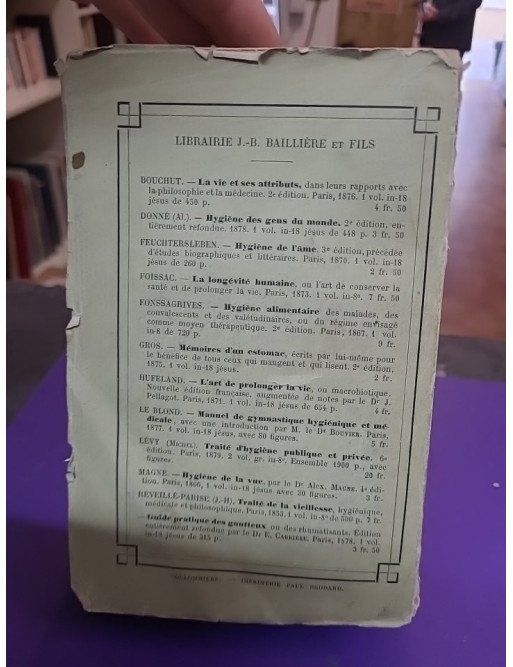 LIBRAIRIE J.-B. BAILLIÈRE ET FILS
BOUCHUT. — La vie et ses attributs, dans leurs rapports avec
la philosophie et la médecine. 2e édition. Paris, 1876. 1 vol. in-18
jésus de 450 p. 4 fr. 50
DONNÉ (Al.). — Hygiène des gens du monde. 2e édition, en-
tièrement refondue. 1878. 1 vol. in-18 jésus de 448 p. 3 fr. 50
FEUCHTERSLEBEN. — Hygiène de l'âme. 3e édition, précédée
d'études biographiques et littéraires. Paris, 1870. 1 vol. in-18
jésus de 260 p. 2 fr. 50
FOISSAC. — La longévité humaine, ou l'art de conserver la
santé et de prolonger la vie. Paris, 1873. 1 vol. in-8o. 7 fr. 50
FONSSAGRIVES. — Hygiène alimentaire des malades, des
convalescents et des valétudinaires, ou du régime envisagé
comme moyen thérapeutique. 2e édition. Paris, 1867. 1 vol.
in-8 de 720 p. 9 fr.
GROS. — Mémoires d'un estomac, écrits par lui-même pour
le bénéfice de tous ceux qui mangent et qui lisent. 2e édition.
1875. 1 vol. in-18 jésus. 2 fr.
HUFELAND. — L'art de prolonger la vie, ou macrobiotique.
Nouvelle édition française, augmentée de notes par le Dr J.
Pellagot. Paris, 1871. 1 vol. in-18 jésus de 654 p. 4 fr.
LE BLOND. — Manuel de gymnastique hygiénique et mé-
dicale, avec une introduction par M. le Dr BOUVIER. Paris,
1877. 1 vol. in-18 jésus, avec 80 figures. 5 fr.
LÉVY (MICHEL). Traité d'hygiène publique et privée. 6e
édition. Paris, 1879. 2 vol. gr. in-8o. Ensemble 1900 p., avec
figures. 20 fr.
MAGNE. — Hygiène de la vue, par le Dr ALEX. MAGNE. 4e édi-
tion. Paris, 1866, 1 vol. in-18 jésus avec 30 figures. 3 fr.
RÉVEILLÉ-PARISE (J.-H). Traité de la vieillesse, hygiénique,
médicale et philosophique. Paris, 1853, 1 vol. in-8o de 500 p. 7 fr.
— Guide pratique des goutteux ou des rhumatisants. Édition
entièrement refondue par le Dr E. CARRIÈRE. Paris, 1878. 1 vol.
in-18 jésus de 315 p. 3 fr. 50
IMPRIMERIE PAUL BRODARD.